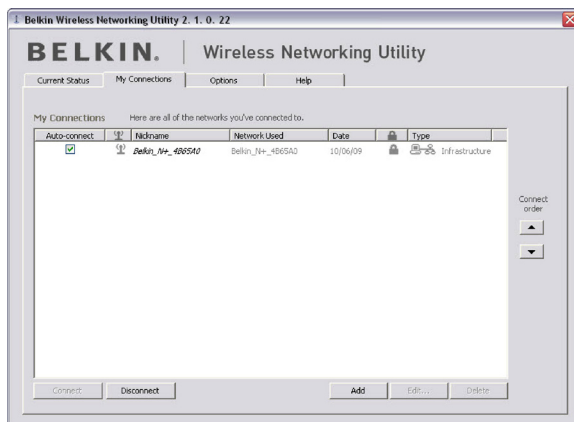 Belkin Wireless Networking Utility 2. 1. 0. 22
BELKIN. Wireless Networking Utility
Current Status My Connections Options Help
My Connections Here are all of the networks you've connected to.
Auto-connect Nickname Network Used Date Type
Belkin_N+_4B65A0 Belkin_N+_4B65A0 10/06/09 Infrastructure
Connect
order
Connect Disconnect Add Edit... Delete